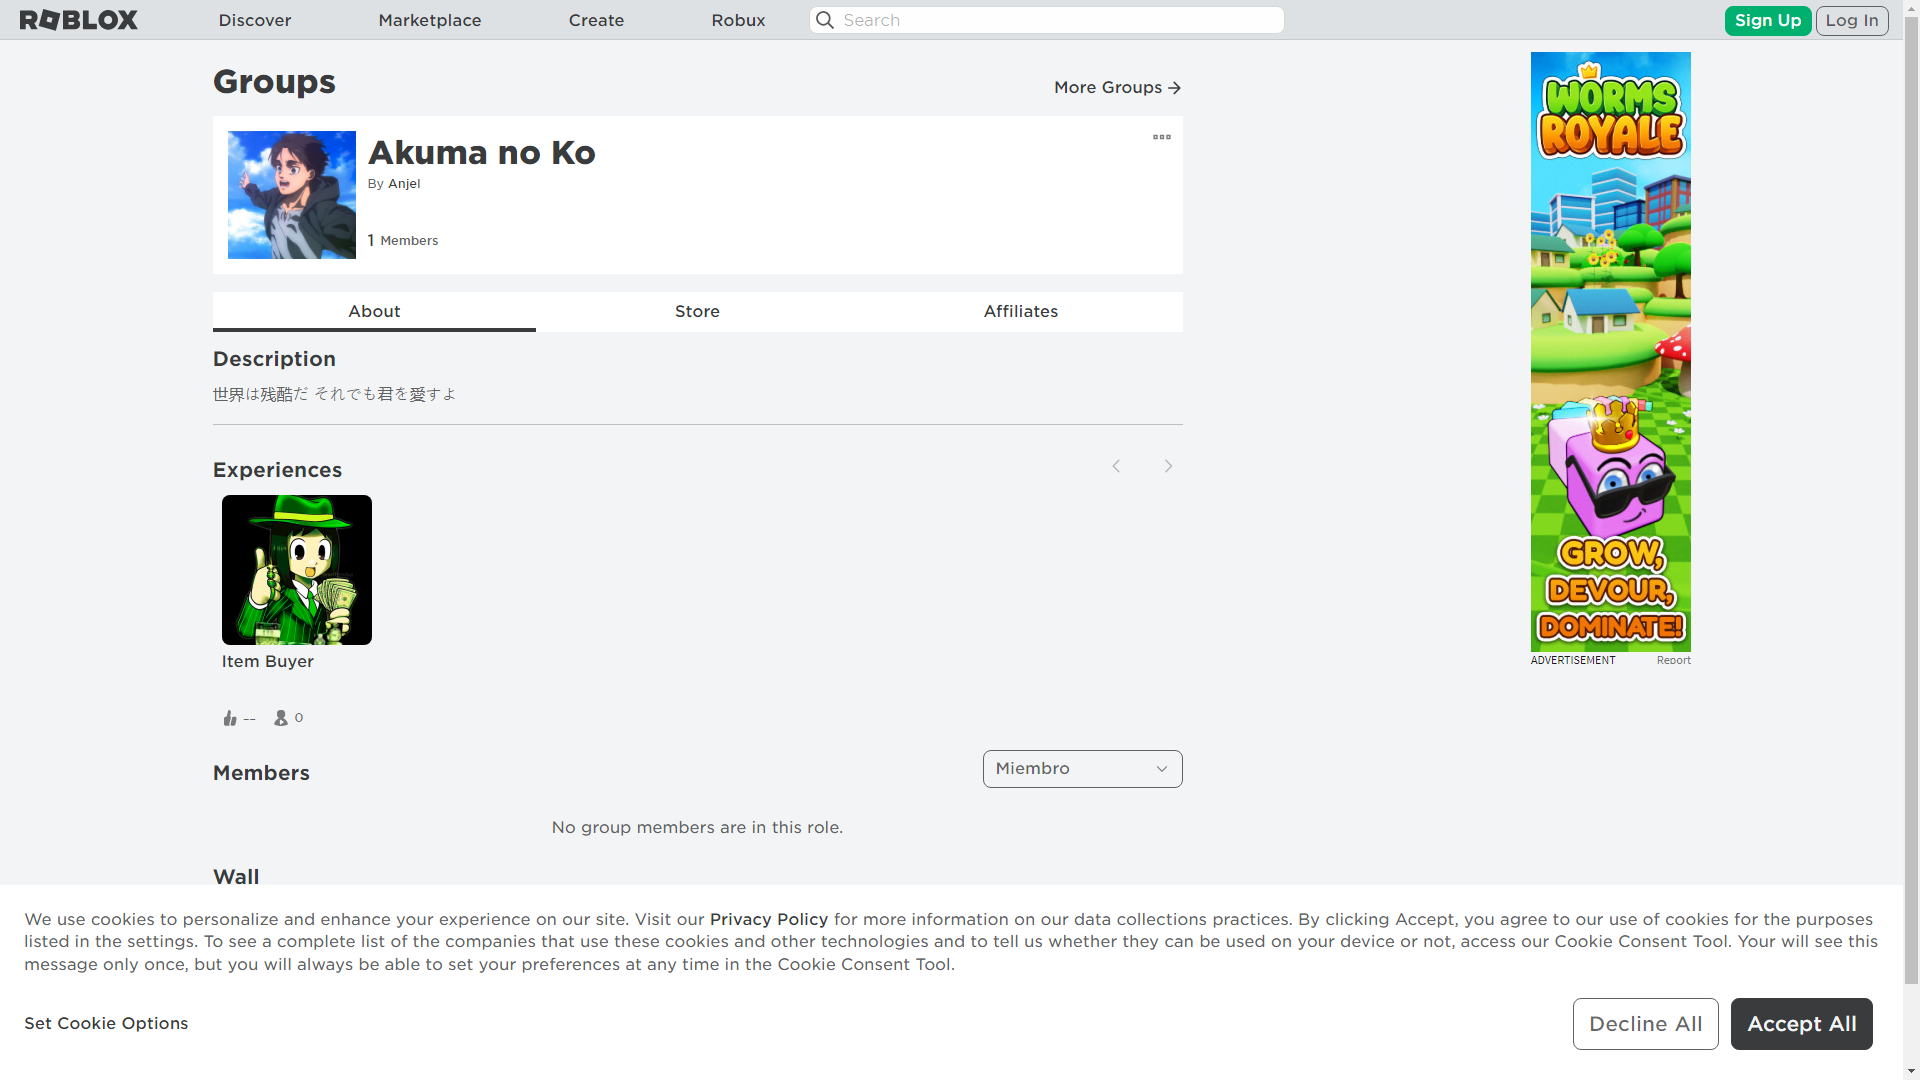 ROBLOX
Discover
Marketplace
Create
Robux
Search
Sign Up
Log In
Groups
More Groups
Akuma no Ko
By Anjel
1 Members
About
Store
Affiliates
Description
世界は残酷だ それでも君を愛すよ
Experiences
Item Buyer
--
0
Members
Miembro
No group members are in this role.
Wall
WORMS
ROYALE
GROW,
DEVOUR,
DOMINATE!
ADVERTISEMENT
Report
We use cookies to personalize and enhance your experience on our site. Visit our Privacy Policy for more information on our data collections practices. By clicking Accept, you agree to our use of cookies for the purposes
listed in the settings. To see a complete list of the companies that use these cookies and other technologies and to tell us whether they can be used on your device or not, access our Cookie Consent Tool. Your will see this
message only once, but you will always be able to set your preferences at any time in the Cookie Consent Tool.
Set Cookie Options
Decline All
Accept All